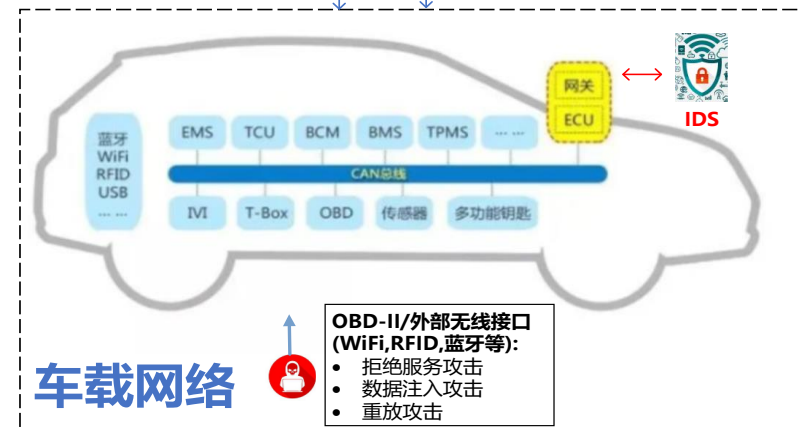 网关
ECU
IDS
蓝牙
WiFi
RFID
USB
... ...
EMS
TCU
BCM
BMS
TPMS
... ...
CAN总线
IVI
T-Box
OBD
传感器
多功能钥匙
OBD-II/外部无线接口
(WiFi,RFID,蓝牙等):
• 拒绝服务攻击
• 数据注入攻击
• 重放攻击
车载网络